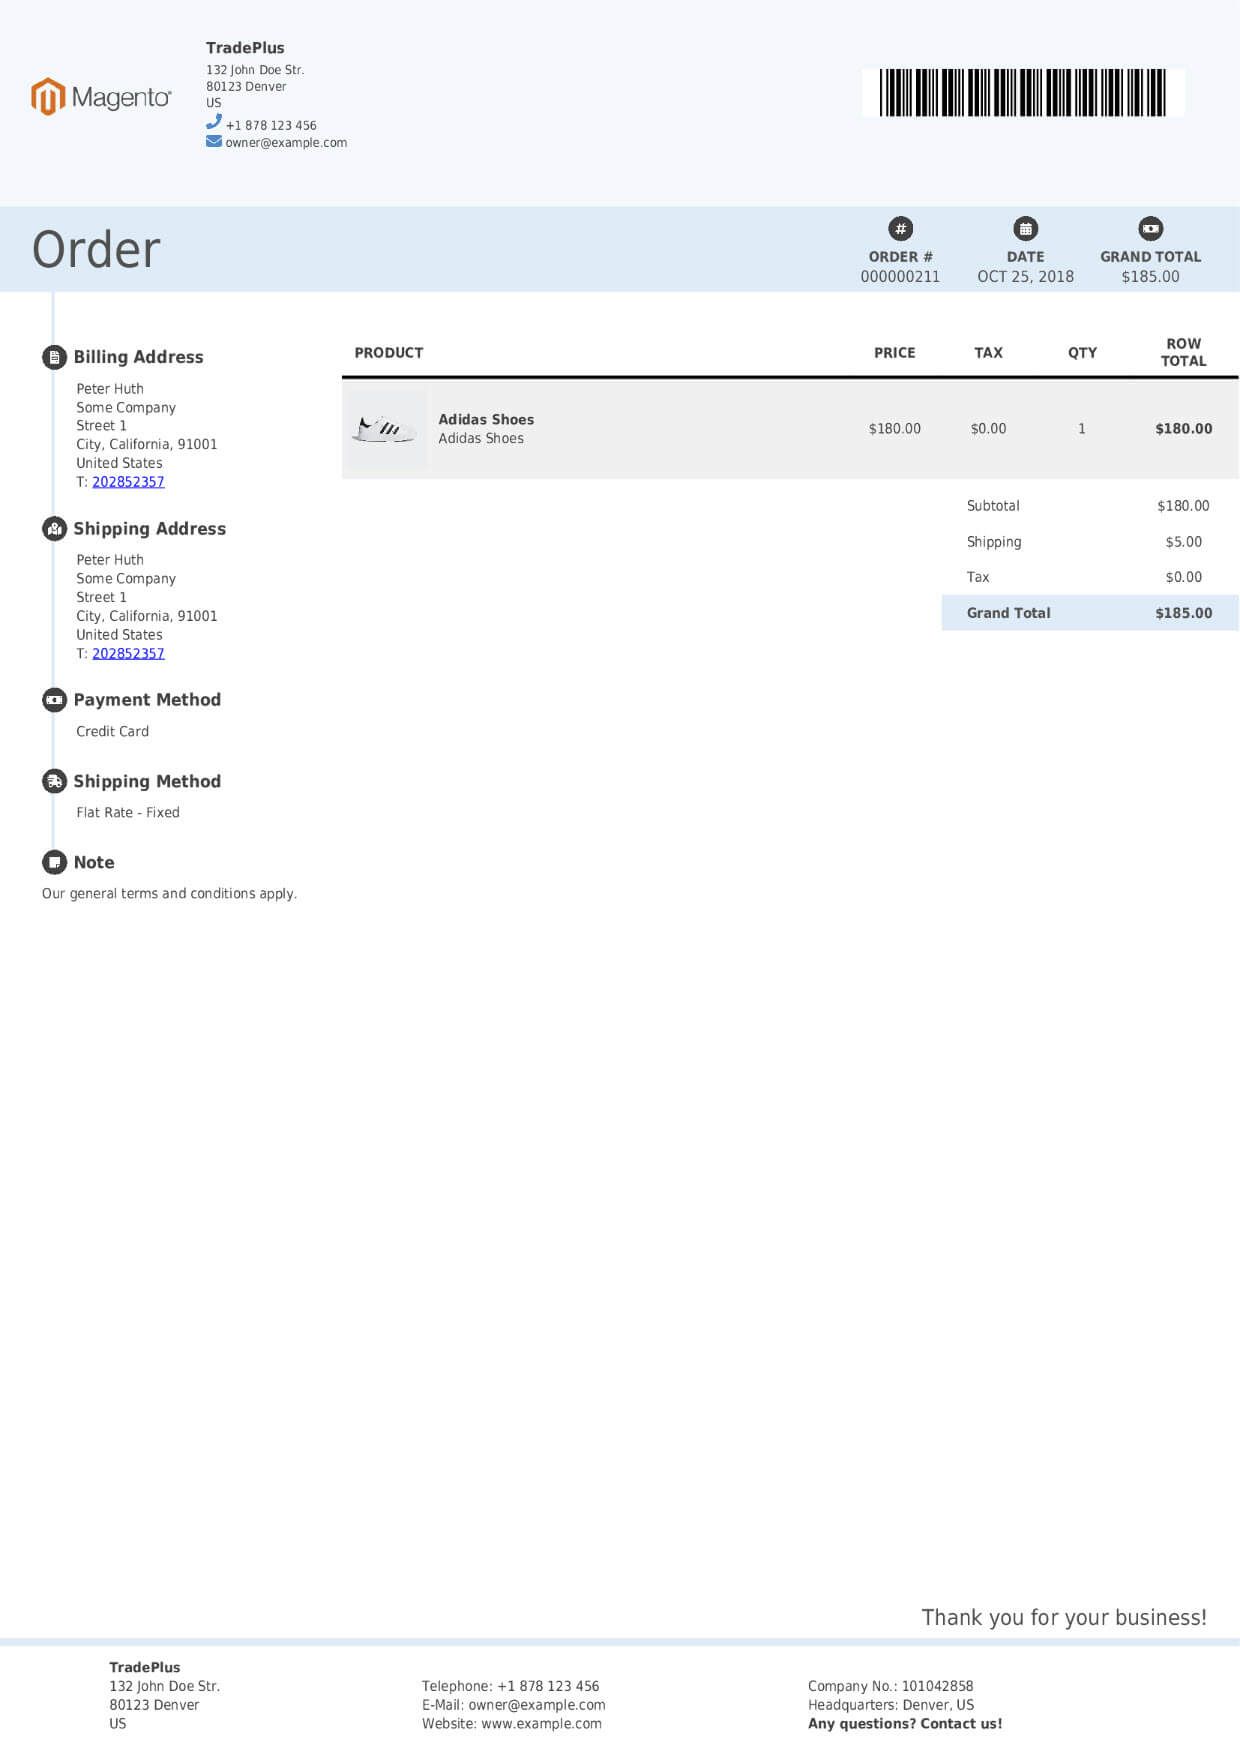 Magento®
TradePlus
132 John Doe Str.
80123 Denver
US
+1 878 123 456
owner@example.com
Order
ORDER #
000000211
DATE
OCT 25, 2018
GRAND TOTAL
$185.00
Billing Address
Peter Huth
Some Company
Street 1
City, California, 91001
United States
T: 202852357
Shipping Address
Peter Huth
Some Company
Street 1
City, California, 91001
United States
T: 202852357
Payment Method
Credit Card
Shipping Method
Flat Rate - Fixed
Note
Our general terms and conditions apply.
PRODUCT PRICE TAX QTY ROW TOTAL
Adidas Shoes
Adidas Shoes
$180.00 $0.00 1 $180.00
Subtotal $180.00
Shipping $5.00
Tax $0.00
Grand Total $185.00
Thank you for your business!
TradePlus
132 John Doe Str.
80123 Denver
US
Telephone: +1 878 123 456
E-Mail: owner@example.com
Website: www.example.com
Company No.: 101042858
Headquarters: Denver, US
Any questions? Contact us!